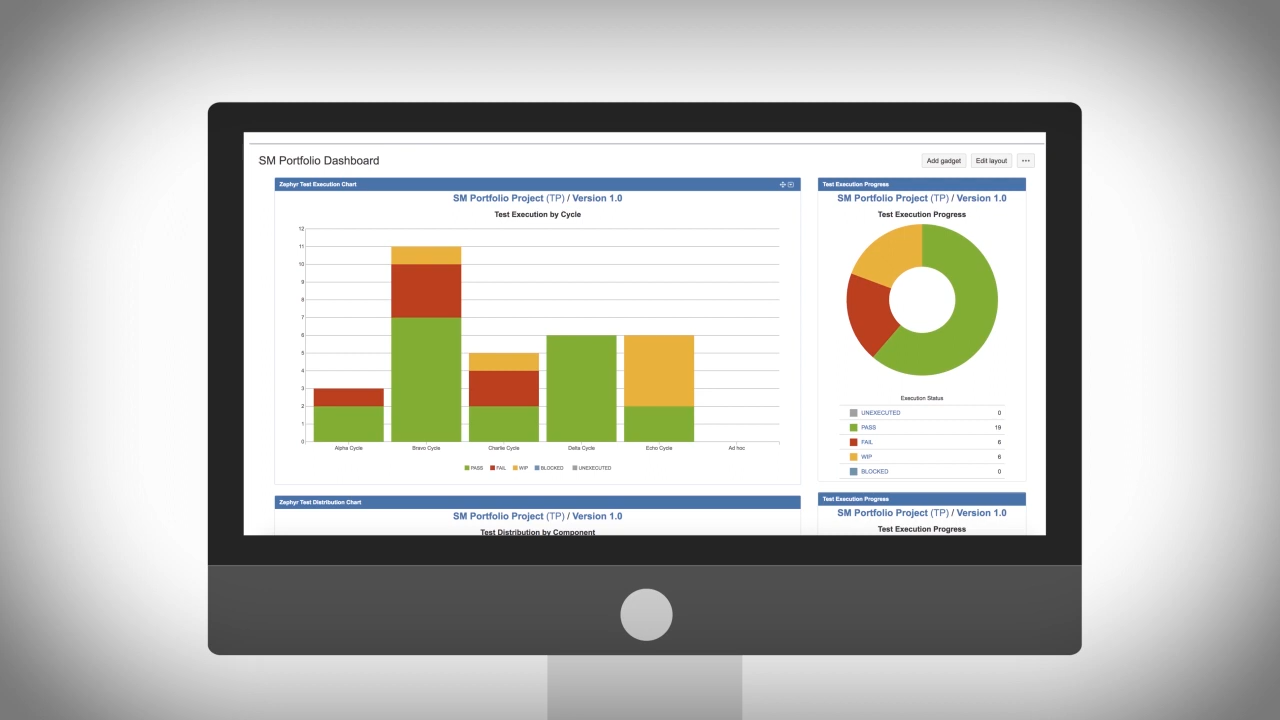 SM Portfolio Dashboard
Add gadget
Edit layout
Zephyr Test Execution Chart
SM Portfolio Project (TP) / Version 1.0
Test Execution by Cycle
12
11
10
9
8
7
6
5
4
3
2
1
0
Alpha Cycle
Bravo Cycle
Charlie Cycle
Delta Cycle
Echo Cycle
Ad hoc
PASS FAIL WIP BLOCKED UNEXECUTED
Test Execution Progress
SM Portfolio Project (TP) / Version 1.0
Test Execution Progress
Execution Status
UNEXECUTED 0
PASS 19
FAIL 6
WIP 6
BLOCKED 0
Zephyr Test Distribution Chart
SM Portfolio Project (TP) / Version 1.0
Test Distribution by Component
Test Execution Progress
SM Portfolio Project (TP) / Version 1.0
Test Execution Progress